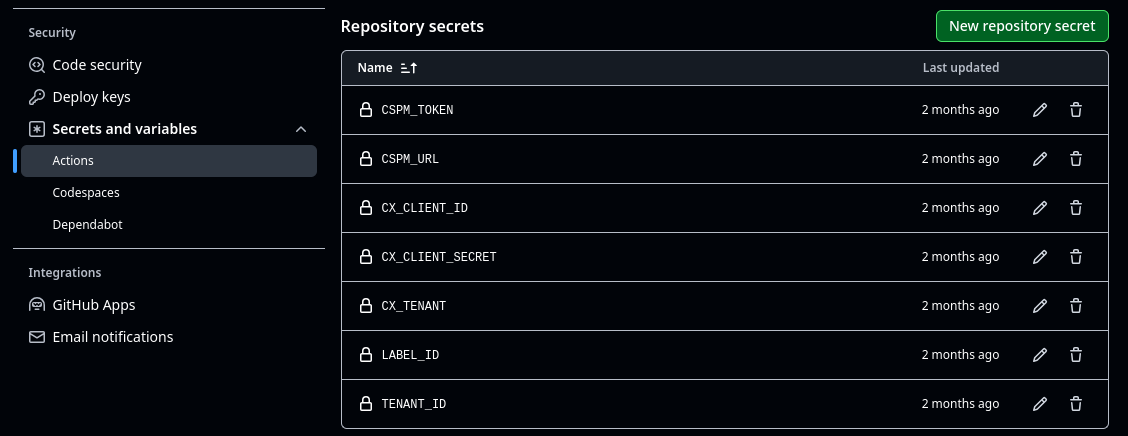 Security
Code security
Deploy keys
Secrets and variables
Actions
Codespaces
Dependabot
Integrations
GitHub Apps
Email notifications
Repository secrets
New repository secret
Name
Last updated
CSPM_TOKEN
2 months ago
CSPM_URL
2 months ago
CX_CLIENT_ID
2 months ago
CX_CLIENT_SECRET
2 months ago
CX_TENANT
2 months ago
LABEL_ID
2 months ago
TENANT_ID
2 months ago